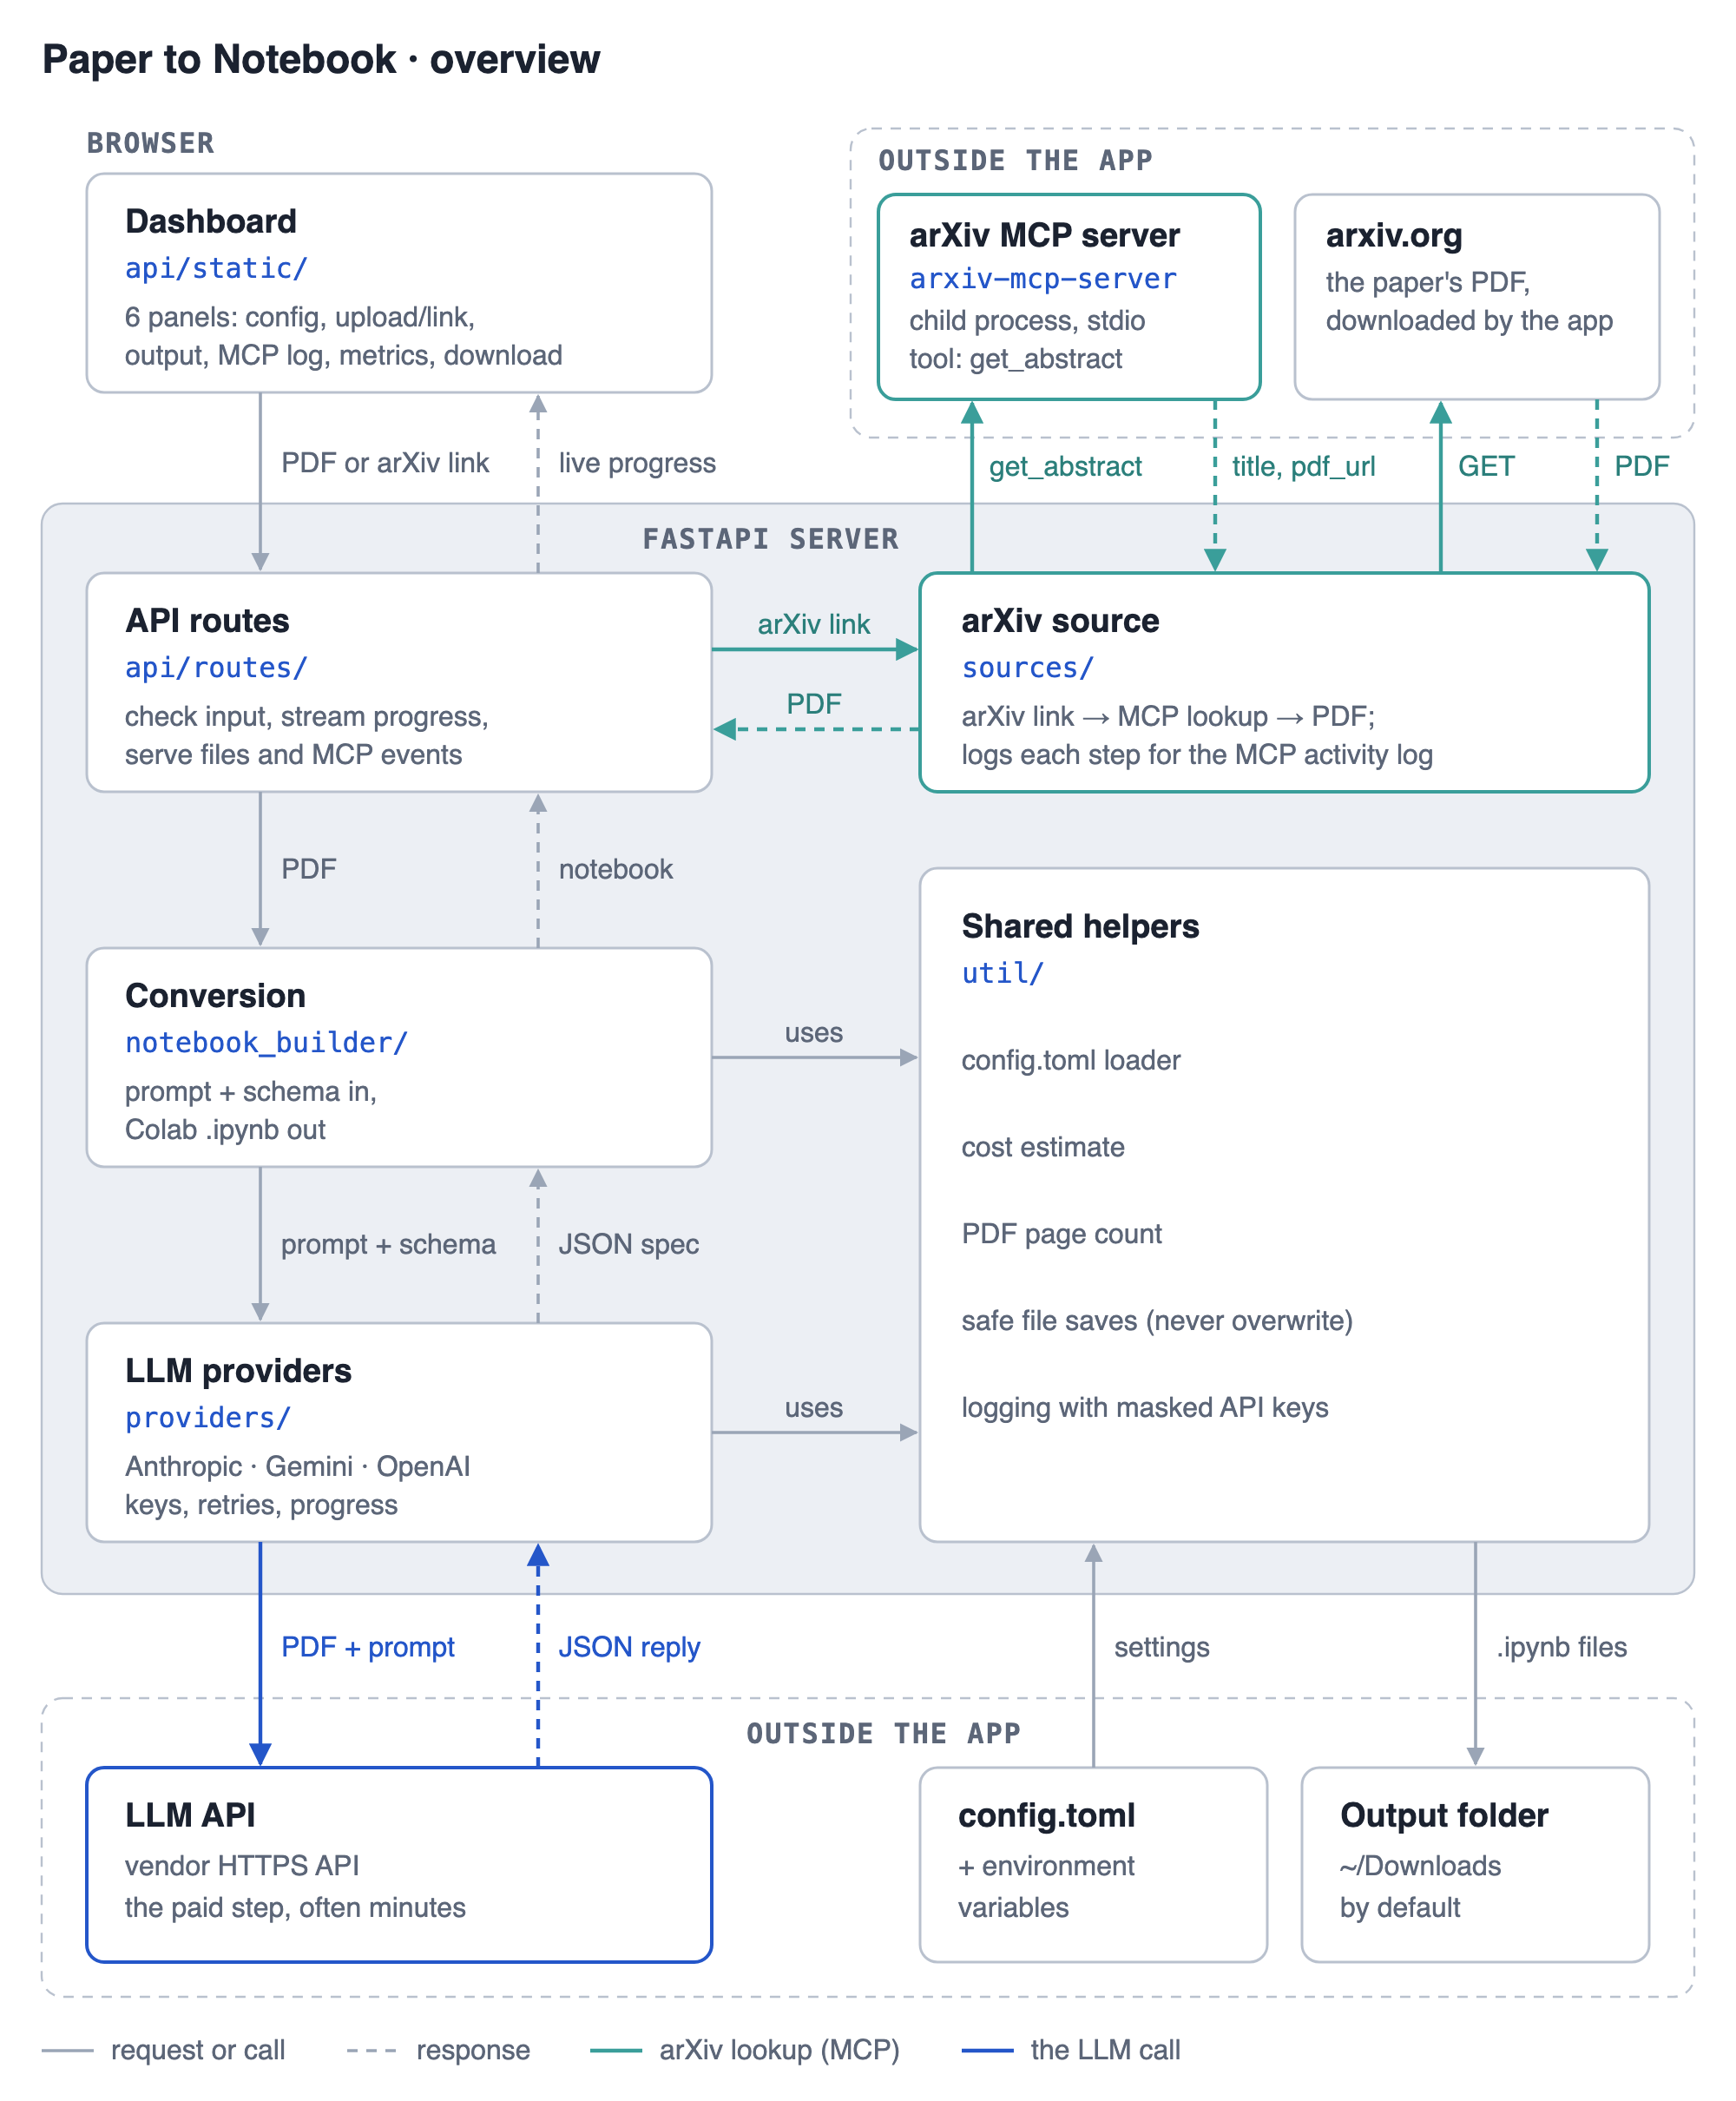 Paper to Notebook · overview
BROWSER
Dashboard
api/static/
6 panels: config, upload/link,
output, MCP log, metrics, download
OUTSIDE THE APP
arXiv MCP server
arxiv-mcp-server
child process, stdio
tool: get_abstract
arxiv.org
the paper's PDF,
downloaded by the app
PDF or arXiv link
live progress
get_abstract
title, pdf_url
GET
PDF
FASTAPI SERVER
API routes
api/routes/
check input, stream progress,
serve files and MCP events
arXiv link
PDF
arXiv source
sources/
arXiv link → MCP lookup → PDF;
logs each step for the MCP activity log
PDF
notebook
Conversion
notebook_builder/
prompt + schema in,
Colab .ipynb out
uses
Shared helpers
util/
config.toml loader
cost estimate
PDF page count
safe file saves (never overwrite)
logging with masked API keys
prompt + schema
JSON spec
LLM providers
providers/
Anthropic · Gemini · OpenAI
keys, retries, progress
uses
PDF + prompt
JSON reply
settings
.ipynb files
OUTSIDE THE APP
LLM API
vendor HTTPS API
the paid step, often minutes
config.toml
+ environment
variables
Output folder
~/Downloads
by default
request or call
response
arXiv lookup (MCP)
the LLM call